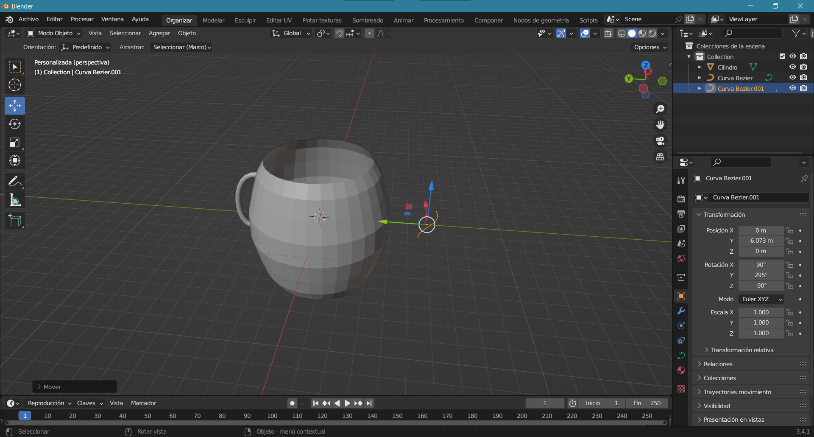 Blender
Archivo Editar Procesar Ventana Ayuda Organizar Modelar Esculpir Editar UV Pintar texturas Sombreado Animar Procesamiento Componer Nodos de geometría Scripts Scene ViewLayer
Modo Objeto Vista Seleccionar Agregar Objeto Global
Orientación: Predefinido Arrastrar: Seleccionar (Marco) Opciones
Personalizada (perspectiva)
(1) Collection | Curva Bezier.001
Z
Y
Mover
Colecciones de la escena
Collection
Cilindro
Curva Bezier
Curva Bezier.001
Curva Bezier.001
Curva Bezier.001
Transformación
Posición X 0 m
Y -6.073 m
Z 0 m
Rotación X 90°
Y 295°
Z -90°
Modo Euler XYZ
Escala X 1.000
Y 1.000
Z 1.000
Transformación relativa
Relaciones
Colecciones
Trayectorias movimiento
Visibilidad
Presentación en vistas
Reproducción Claves Vista Marcador 1 Inicio 1 Fin 250
1 10 20 30 40 50 60 70 80 90 100 110 120 130 140 150 160 170 180 190 200 210 220 230 240 250
Seleccionar Rotar vista Objeto - menú contextual 3.4.1